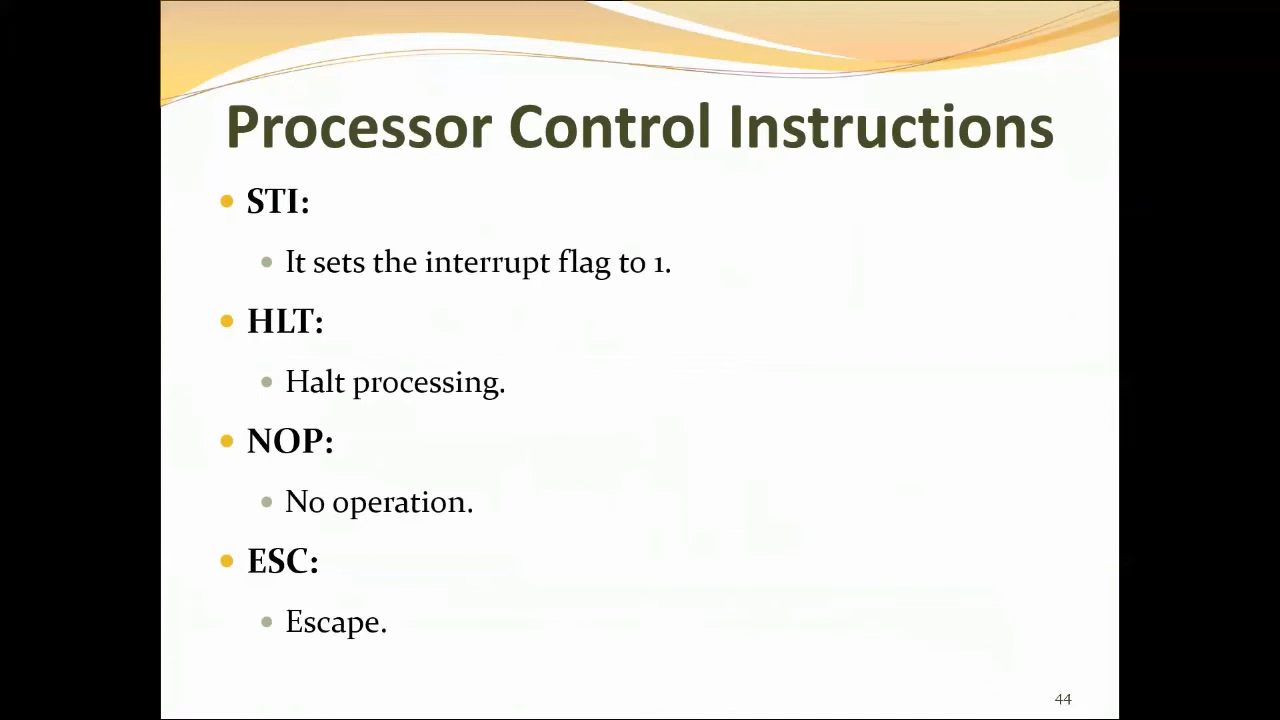 Processor Control Instructions
• STI:
• It sets the interrupt flag to 1.
• HLT:
• Halt processing.
• NOP:
• No operation.
• ESC:
• Escape.
44